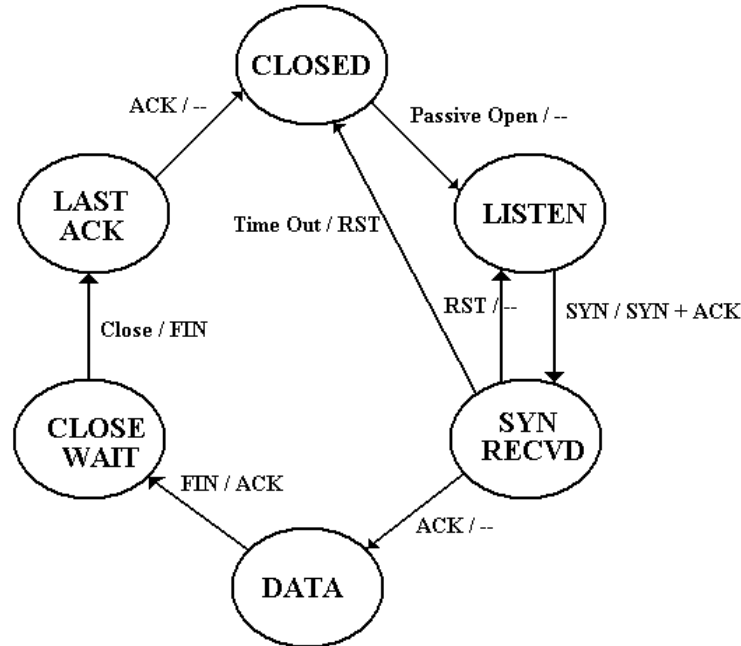 CLOSED
ACK / --
Passive Open / --
LAST
ACK
LISTEN
Time Out / RST
RST / --
SYN / SYN + ACK
Close / FIN
CLOSE
WAIT
SYN
RECVD
FIN / ACK
ACK / --
DATA